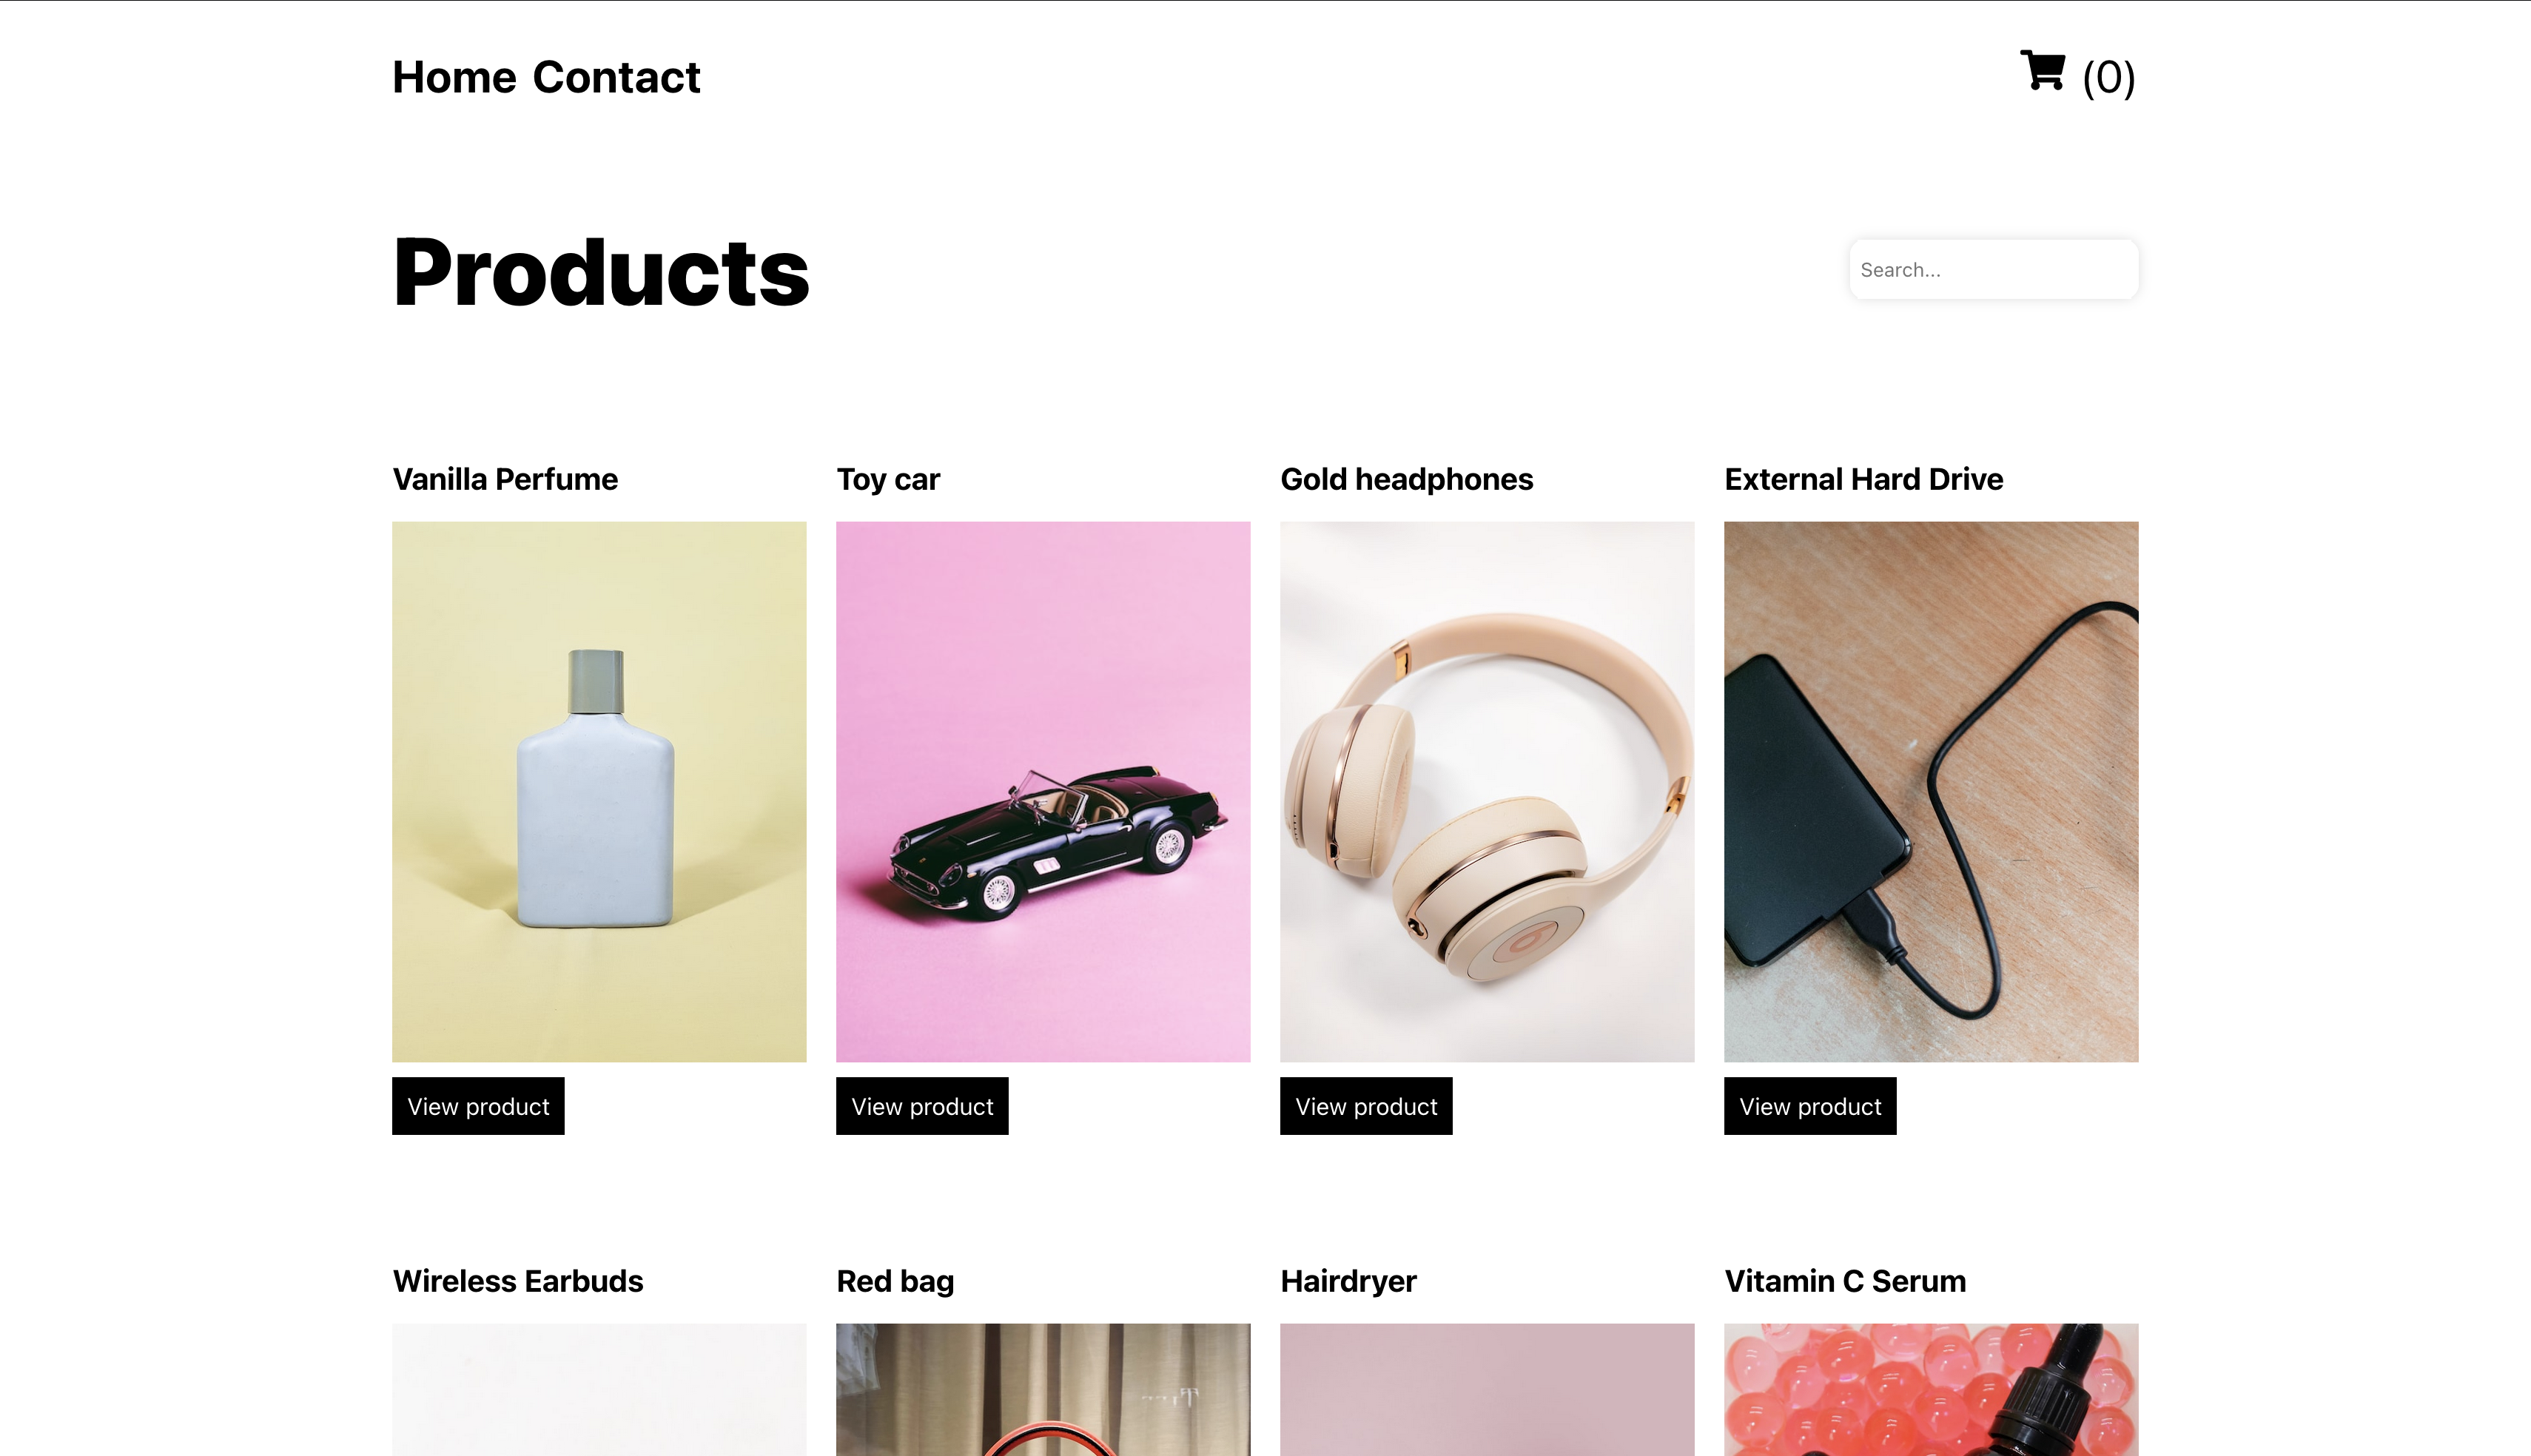 Home Contact (0)
Products
Search...
Vanilla Perfume Toy car Gold headphones External Hard Drive
View product View product View product View product
Wireless Earbuds Red bag Hairdryer Vitamin C Serum